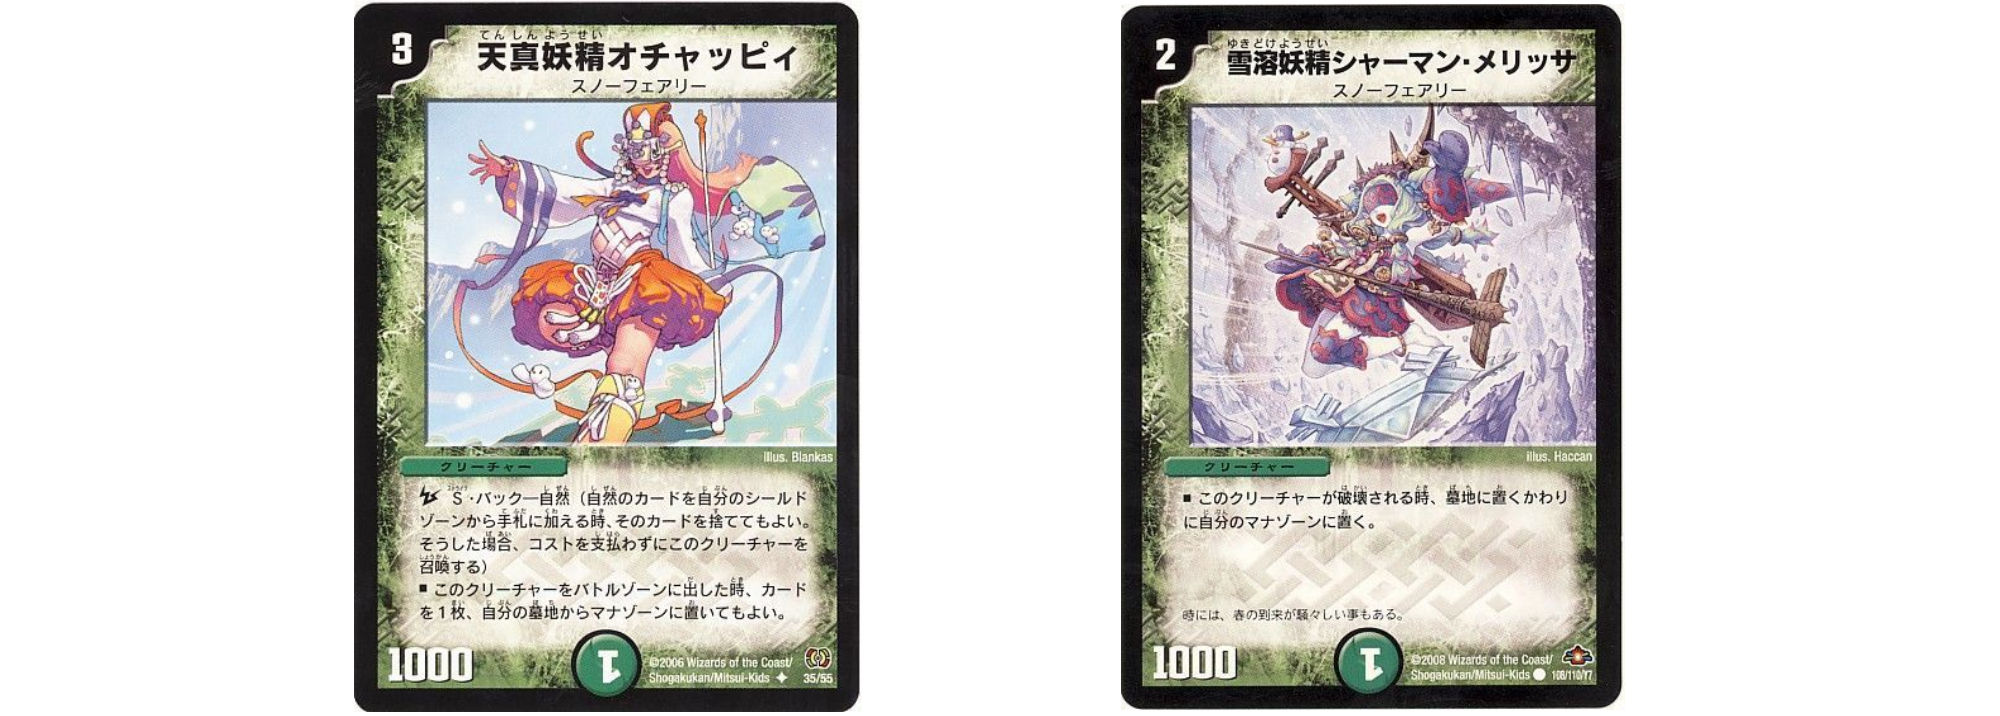 3
てんしんようせい
天真妖精オチャッピィ
スノーフェアリー
illus. Blankas
クリーチャー
S・バック―自然（自然のカードを自分のシールド
ゾーンから手札に加える時、そのカードを捨ててもよい。
そうした場合、コストを支払わずにこのクリーチャーを
召喚する）
■ このクリーチャーをバトルゾーンに出した時、カード
を1枚、自分の墓地からマナゾーンに置いてもよい。
1000
1
©2006 Wizards of the Coast/
Shogakukan/Mitsui-Kids
35/55
2
ゆきどけようせい
雪溶妖精シャーマン・メリッサ
スノーフェアリー
illus. Haccan
クリーチャー
■ このクリーチャーが破壊される時、墓地に置くかわり
に自分のマナゾーンに置く。
時には、春の到来が騒々しい事もある。
1000
1
©2008 Wizards of the Coast/
Shogakukan/Mitsui-Kids
108/110/Y7